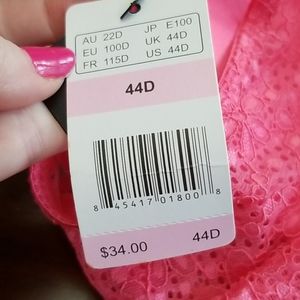 AU 22D JP E100
EU 100D UK 44D
FR 115D US 44D
44D
8 45417 01800 8
$34.00 44D